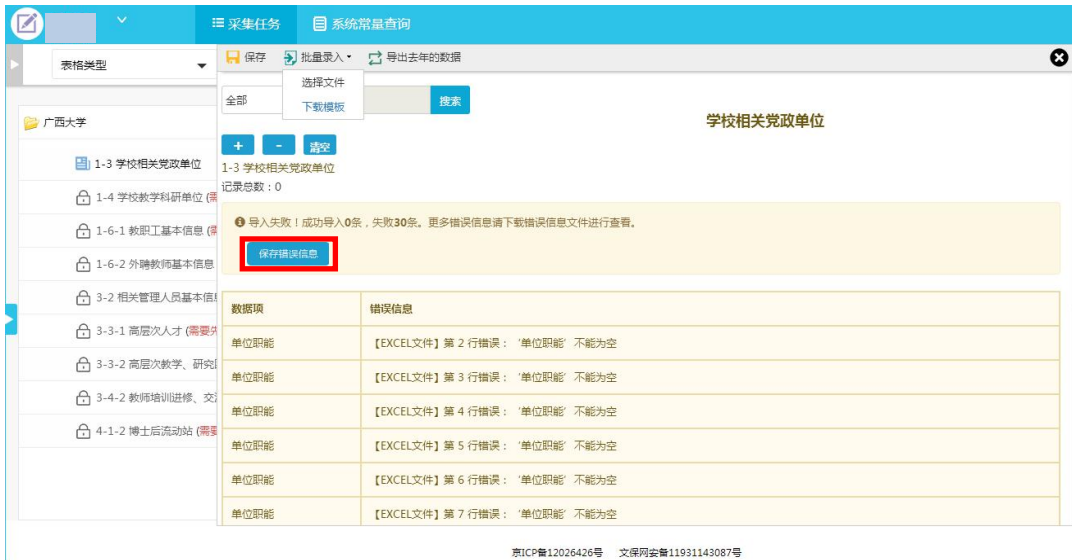 采集任务
系统常量查询
表格类型
保存
批量录入
导出去年的数据
选择文件
下载模板
全部
搜索
学校相关党政单位
广西大学
+
-
清空
1-3 学校相关党政单位
1-3 学校相关党政单位
记录总数：0
1-4 学校教学科研单位 (需
1-6-1 教职工基本信息 (需
1-6-2 外聘教师基本信息
3-2 相关管理人员基本信息
3-3-1 高层次人才 (需要先
3-3-2 高层次教学、研究
3-4-2 教师培训进修、交
4-1-2 博士后流动站 (需要
导入失败！成功导入0条，失败30条。更多错误信息请下载错误信息文件进行查看。
保存错误信息
数据项 错误信息
单位职能 【EXCEL文件】第 2 行错误：‘单位职能’不能为空
单位职能 【EXCEL文件】第 3 行错误：‘单位职能’不能为空
单位职能 【EXCEL文件】第 4 行错误：‘单位职能’不能为空
单位职能 【EXCEL文件】第 5 行错误：‘单位职能’不能为空
单位职能 【EXCEL文件】第 6 行错误：‘单位职能’不能为空
单位职能 【EXCEL文件】第 7 行错误：‘单位职能’不能为空
京ICP备12026426号 文保网安备11931143087号